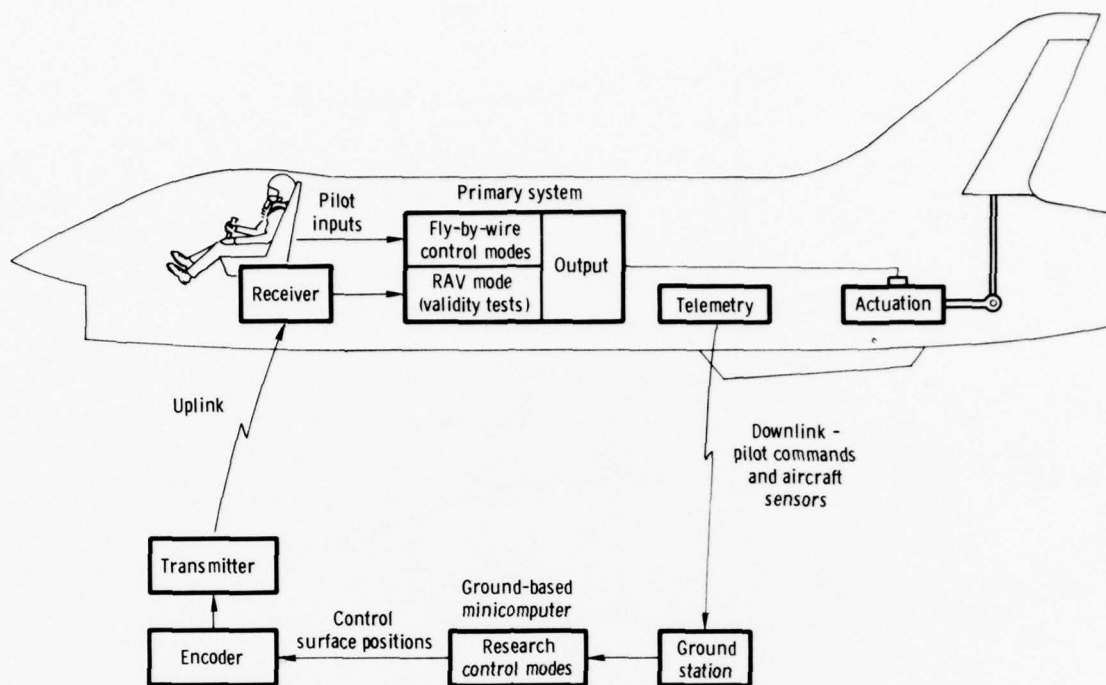 Primary system
Pilot
inputs
Fly-by-wire
control modes
Output
Receiver
RAV mode
(validity tests)
Telemetry
Actuation
Uplink
Downlink -
pilot commands
and aircraft
sensors
Transmitter
Ground-based
minicomputer
Control
surface positions
Encoder
Research
control modes
Ground
station